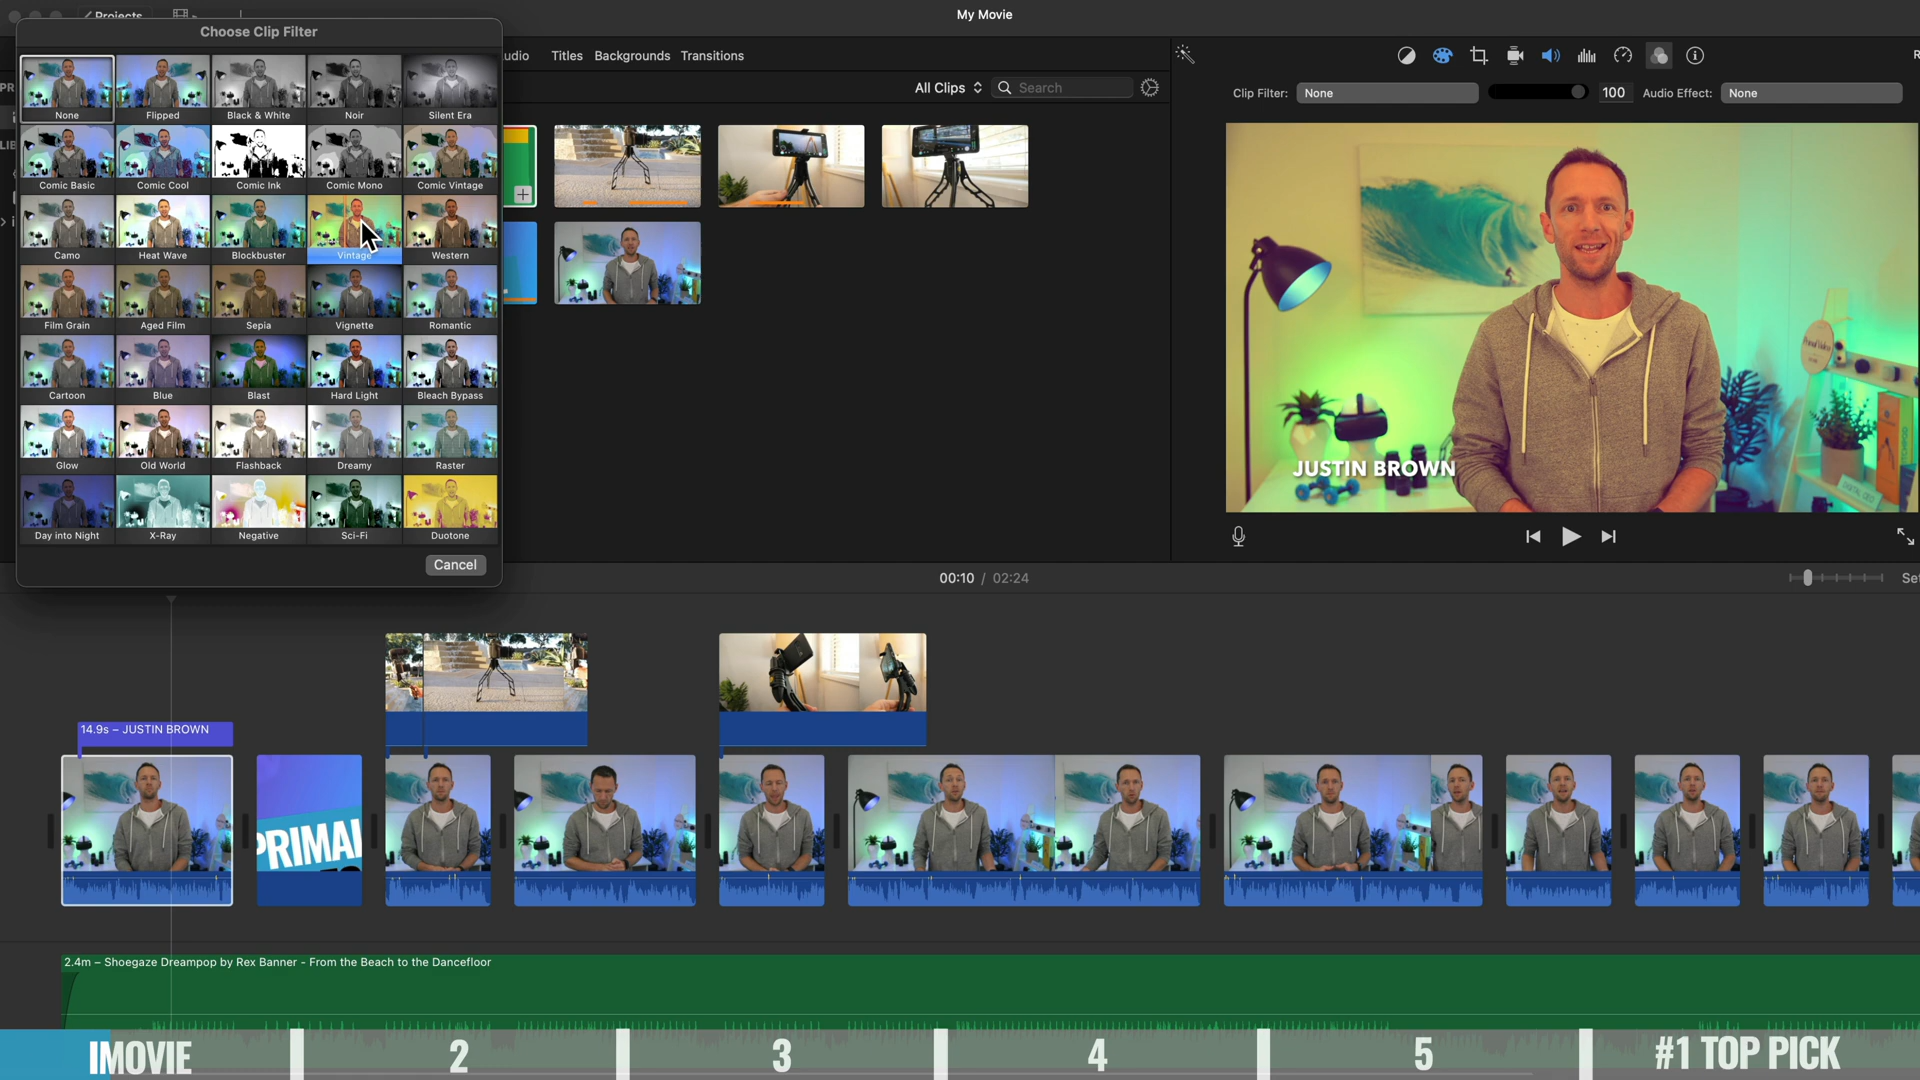 Projects
My Movie
Choose Clip Filter
Titles Backgrounds Transitions
All Clips Search
Clip Filter: None 100 Audio Effect: None
None Flipped Black & White Noir Silent Era
Comic Basic Comic Cool Comic Ink Comic Mono Comic Vintage
Camo Heat Wave Blockbuster Vintage Western
Film Grain Aged Film Sepia Vignette Romantic
Cartoon Blue Blast Hard Light Bleach Bypass
Glow Old World Flashback Dreamy Raster
Day into Night X-Ray Negative Sci-Fi Duotone
Cancel
JUSTIN BROWN
00:10 / 02:24
14.9s – JUSTIN BROWN
PRIMAL
2.4m – Shoegaze Dreampop by Rex Banner - From the Beach to the Dancefloor
IMOVIE 2 3 4 5 #1 TOP PICK